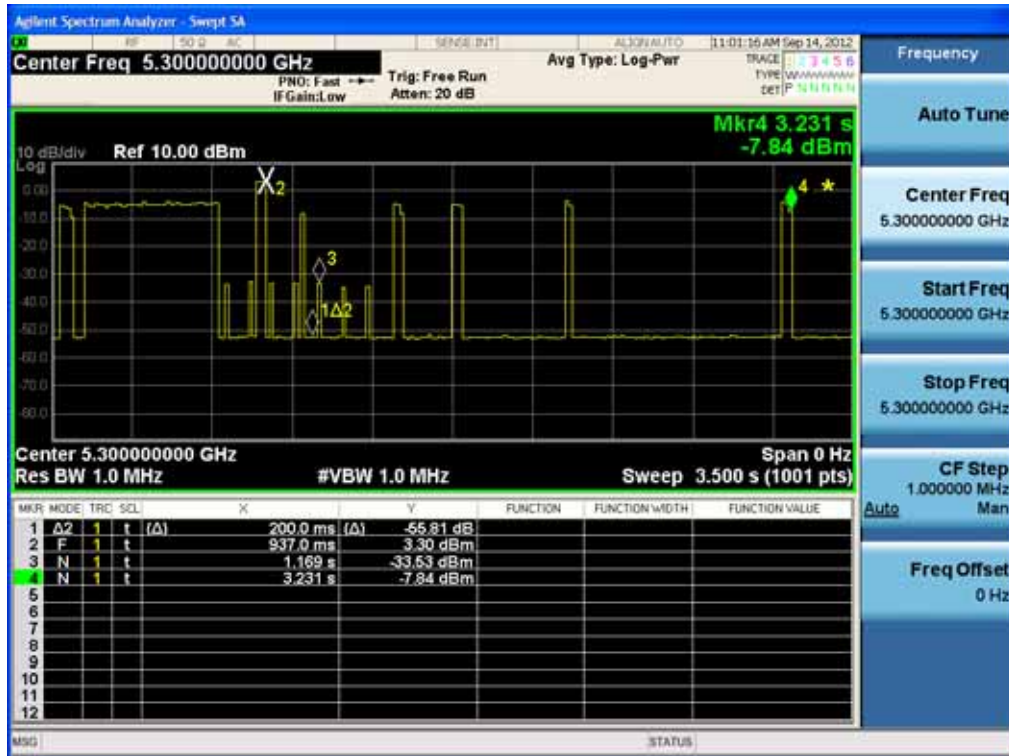 Agilent Spectrum Analyzer - Swept SA
RF 50 Ω AC SENSE:INT ALIGNAUTO 11:01:16 AM Sep 14, 2012
Center Freq 5.300000000 GHz
PNO: Fast
IFGain:Low
Trig: Free Run
Atten: 20 dB
Avg Type: Log-Pwr
TRACE 1 2 3 4 5 6
TYPE
DET P N N N N N
Mkr4 3.231 s
-7.84 dBm
10 dB/div Ref 10.00 dBm
Log
0.00
-10.0
-20.0
-30.0
-40.0
-50.0
-60.0
-70.0
-80.0
2
3
1Δ2
4
Center 5.300000000 GHz Span 0 Hz
Res BW 1.0 MHz #VBW 1.0 MHz Sweep 3.500 s (1001 pts)
MKR MODE TRC SCL X Y FUNCTION FUNCTION WIDTH FUNCTION VALUE
1 Δ2 1 t (Δ) 200.0 ms (Δ) -55.81 dB
2 F 1 t 937.0 ms 3.30 dBm
3 N 1 t 1.169 s -33.53 dBm
4 N 1 t 3.231 s -7.84 dBm
5
6
7
8
9
10
11
12
MSG STATUS
Frequency
Auto Tune
Center Freq
5.300000000 GHz
Start Freq
5.300000000 GHz
Stop Freq
5.300000000 GHz
CF Step
1.000000 MHz
Auto Man
Freq Offset
0 Hz